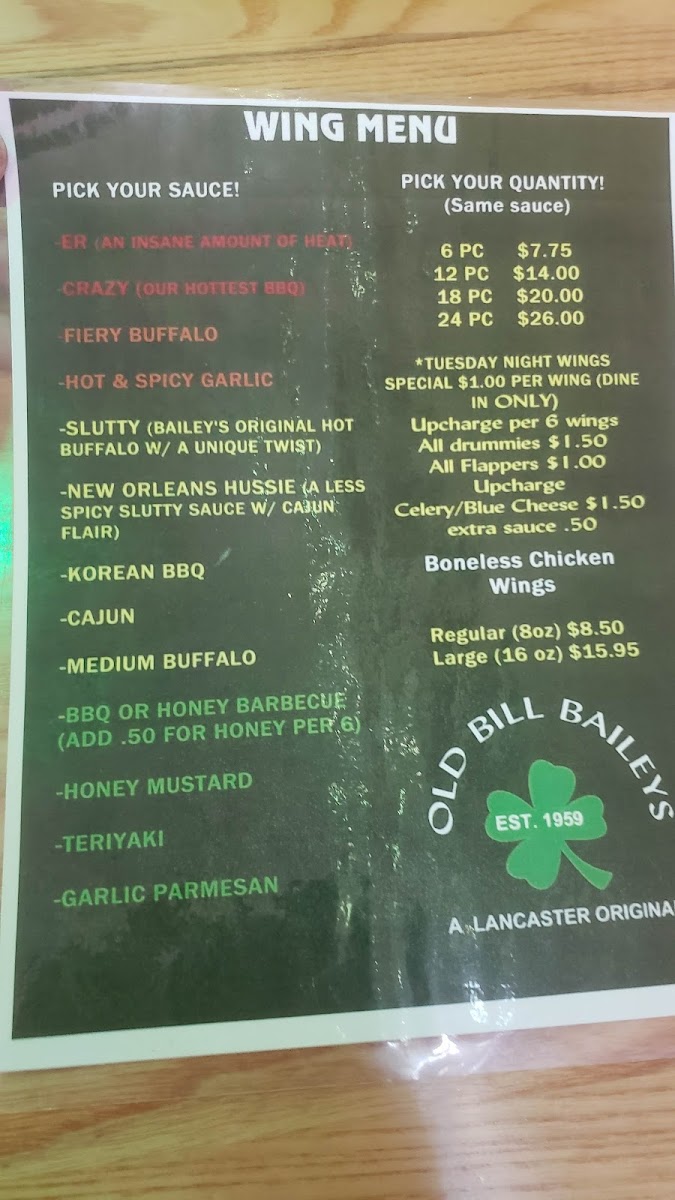 WING MENU
PICK YOUR SAUCE!
-ER (AN INSANE AMOUNT OF HEAT)
-CRAZY (OUR HOTTEST BBQ)
-FIERY BUFFALO
-HOT & SPICY GARLIC
-SLUTTY (BAILEY'S ORIGINAL HOT
BUFFALO W/ A UNIQUE TWIST)
-NEW ORLEANS HUSSIE (A LESS
SPICY SLUTTY SAUCE W/ CAJUN
FLAIR)
-KOREAN BBQ
-CAJUN
-MEDIUM BUFFALO
-BBQ OR HONEY BARBECUE
(ADD .50 FOR HONEY PER 6)
-HONEY MUSTARD
-TERIYAKI
-GARLIC PARMESAN
PICK YOUR QUANTITY!
(Same sauce)
6 PC $7.75
12 PC $14.00
18 PC $20.00
24 PC $26.00
*TUESDAY NIGHT WINGS
SPECIAL $1.00 PER WING (DINE
IN ONLY)
Upcharge per 6 wings
All drummies $1.50
All Flappers $1.00
Upcharge
Celery/Blue Cheese $1.50
extra sauce .50
Boneless Chicken
Wings
Regular (8oz) $8.50
Large (16 oz) $15.95
OLD BILL BAILEYS
EST. 1959
A LANCASTER ORIGINA